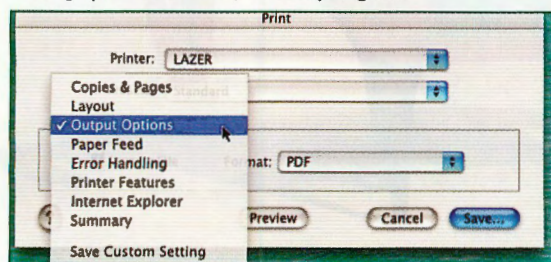 Print
Printer: LAZER
Standard
Copies & Pages
Layout
✓ Output Options
Paper Feed
Error Handling
Format: PDF
Printer Features
Internet Explorer
Summary
Save Custom Setting
?
Preview
Cancel
Save...